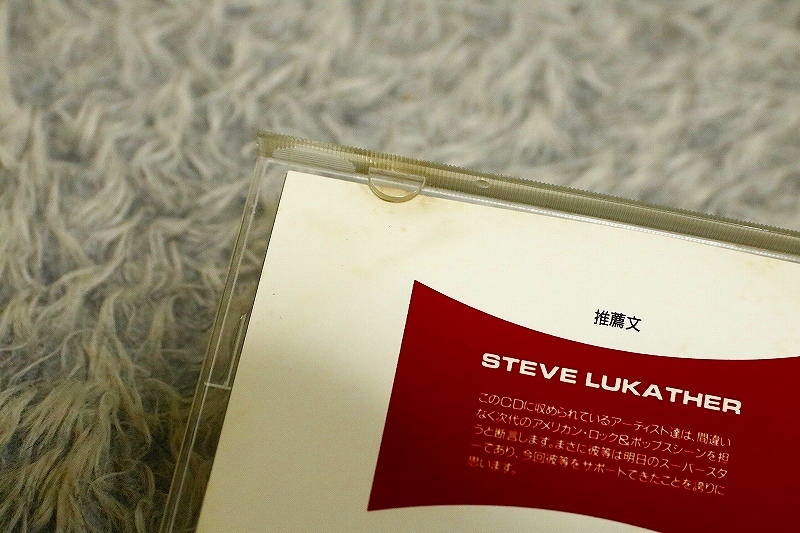 推薦文
STEVE LUKATHER
このCDに収められているアーティスト達は、間違い
なく次代のアメリカン・ロック&ポップスシーンを担
うと断言します。まさに彼等は明日のスーパースタ
ーであり、今回彼等をサポートできたことを誇りに
思います。